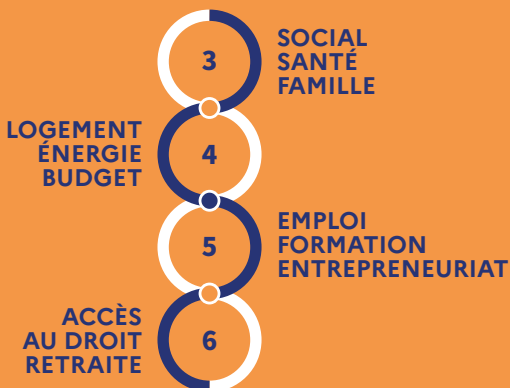 3
SOCIAL
SANTÉ
FAMILLE
LOGEMENT
ÉNERGIE
BUDGET
4
5
EMPLOI
FORMATION
ENTREPRENEURIAT
ACCÈS
AU DROIT
RETRAITE
6